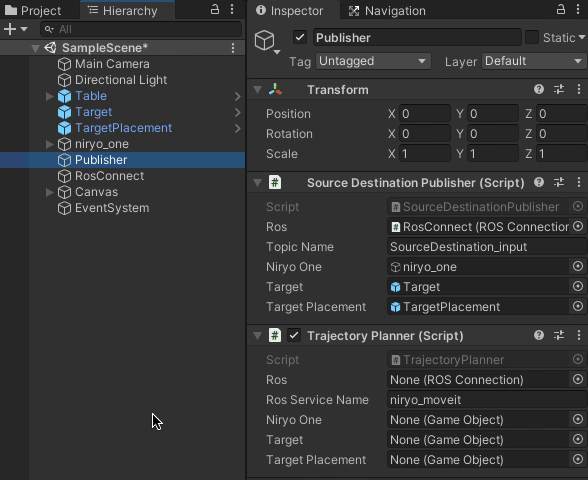 Project
Hierarchy
All
SampleScene*
Main Camera
Directional Light
Table
Target
TargetPlacement
niryo_one
Publisher
RosConnect
Canvas
EventSystem
Inspector
Navigation
Publisher
Static
Tag Untagged Layer Default
Transform
Position X 0 Y 0 Z 0
Rotation X 0 Y 0 Z 0
Scale X 1 Y 1 Z 1
Source Destination Publisher (Script)
Script SourceDestinationPublisher
Ros RosConnect (ROS Connection
Topic Name SourceDestination_input
Niryo One niryo_one
Target Target
Target Placement TargetPlacement
Trajectory Planner (Script)
Script TrajectoryPlanner
Ros None (ROS Connection)
Ros Service Name niryo_moveit
Niryo One None (Game Object)
Target None (Game Object)
Target Placement None (Game Object)